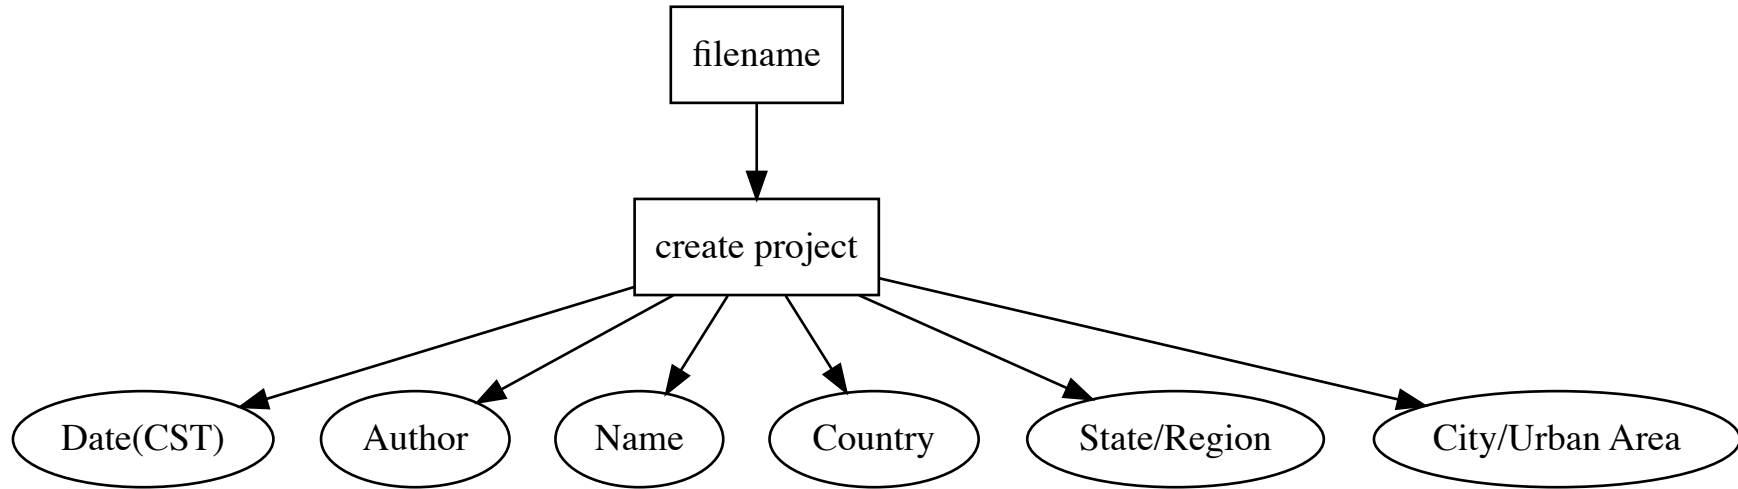 filename
create project
Date(CST)
Author
Name
Country
State/Region
City/Urban Area